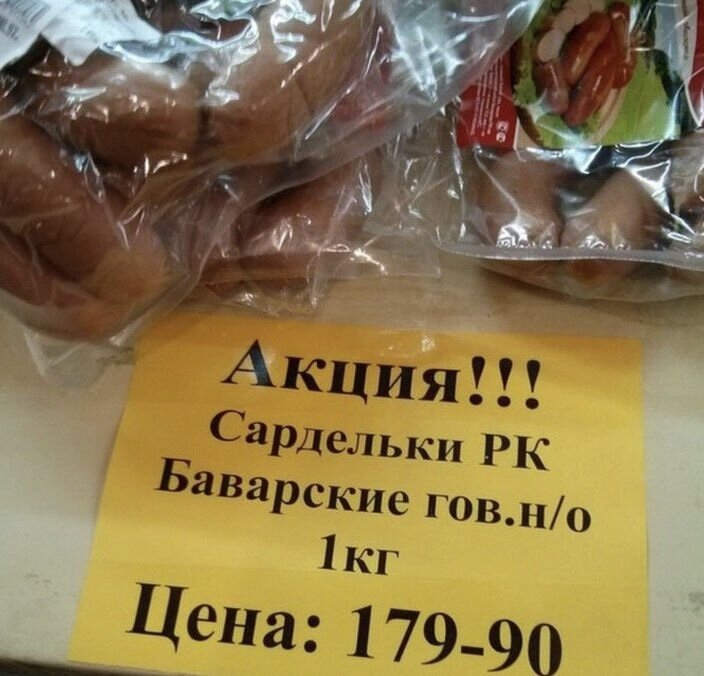 Акция!!!
Сардельки РК
Баварские гов.н/о
1кг
Цена: 179-90